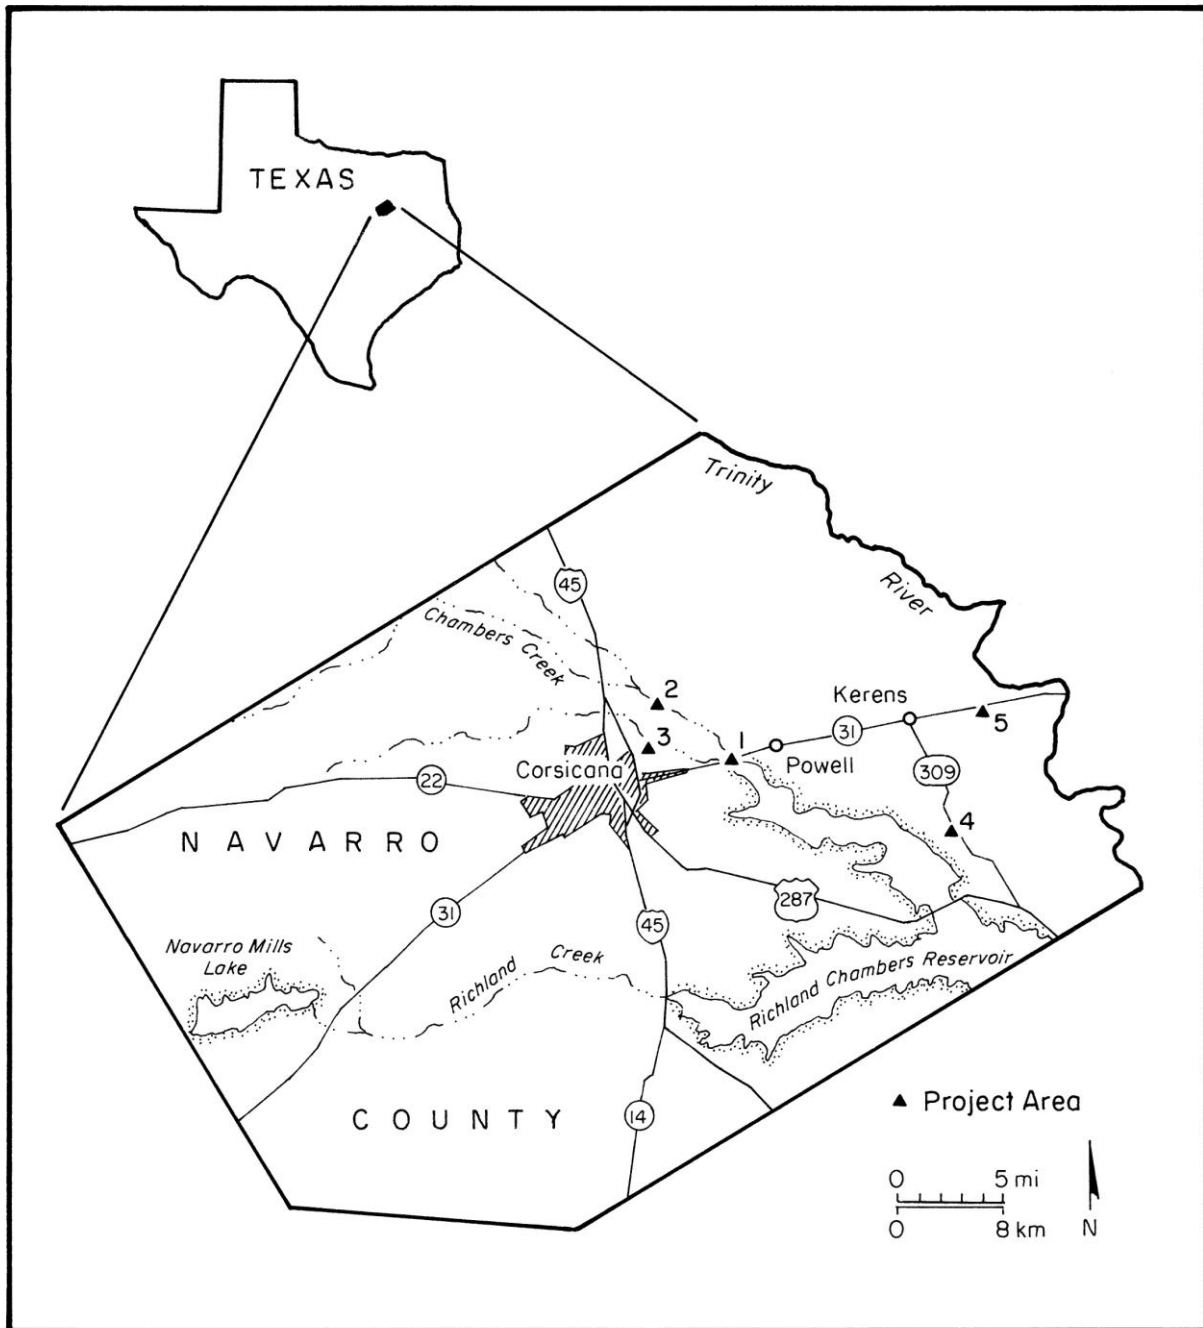 TEXAS
Trinity
River
45
Chambers Creek
2
Kerens
5
3
1
31
Corsicana
Powell
309
22
4
NAVARRO
287
31
45
Navarro Mills
Lake
Richland Creek
Richland Chambers Reservoir
Project Area
COUNTY
14
0 5 mi
0 8 km
N